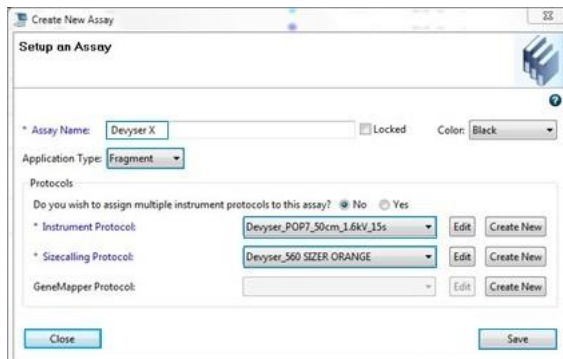 Create New Assay
Setup an Assay
* Assay Name: Devyser X Locked Color: Black
Application Type: Fragment
Protocols
Do you wish to assign multiple instrument protocols to this assay? No Yes
* Instrument Protocol: Devyser_POP7_50cm_1.6kV_15s Edit Create New
* Sizecalling Protocol: Devyser_560 SIZER ORANGE Edit Create New
GeneMapper Protocol: Edit Create New
Close Save